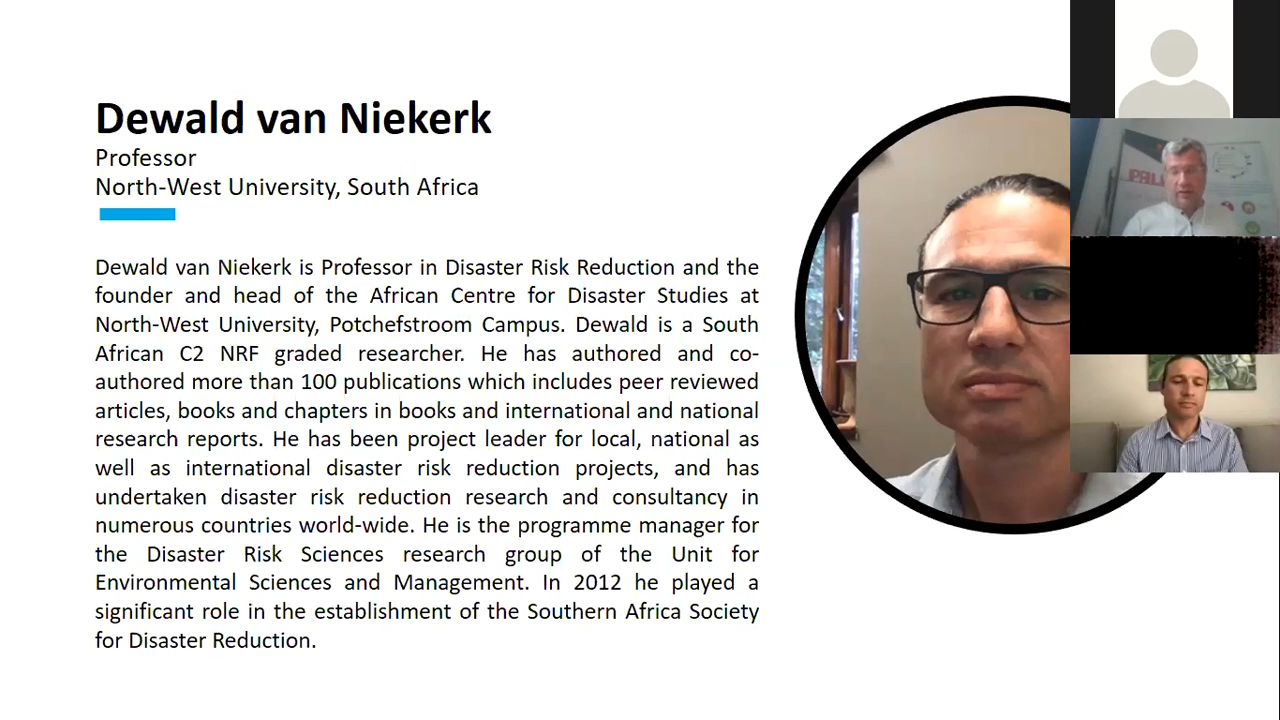 Dewald van Niekerk
Professor
North-West University, South Africa
Dewald van Niekerk is Professor in Disaster Risk Reduction and the
founder and head of the African Centre for Disaster Studies at
North-West University, Potchefstroom Campus. Dewald is a South
African C2 NRF graded researcher. He has authored and co-
authored more than 100 publications which includes peer reviewed
articles, books and chapters in books and international and national
research reports. He has been project leader for local, national as
well as international disaster risk reduction projects, and has
undertaken disaster risk reduction research and consultancy in
numerous countries world-wide. He is the programme manager for
the Disaster Risk Sciences research group of the Unit for
Environmental Sciences and Management. In 2012 he played a
significant role in the establishment of the Southern Africa Society
for Disaster Reduction.